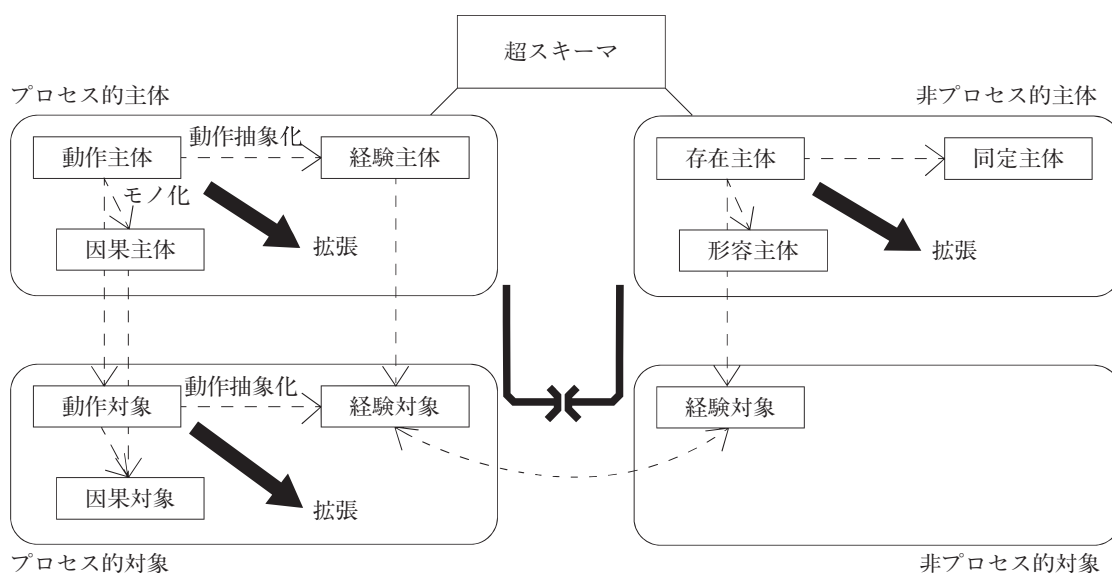 超スキーマ
プロセス的主体
非プロセス的主体
動作主体
動作抽象化
経験主体
モノ化
因果主体
拡張
存在主体
同定主体
形容主体
拡張
動作対象
動作抽象化
経験対象
因果対象
拡張
経験対象
プロセス的対象
非プロセス的対象